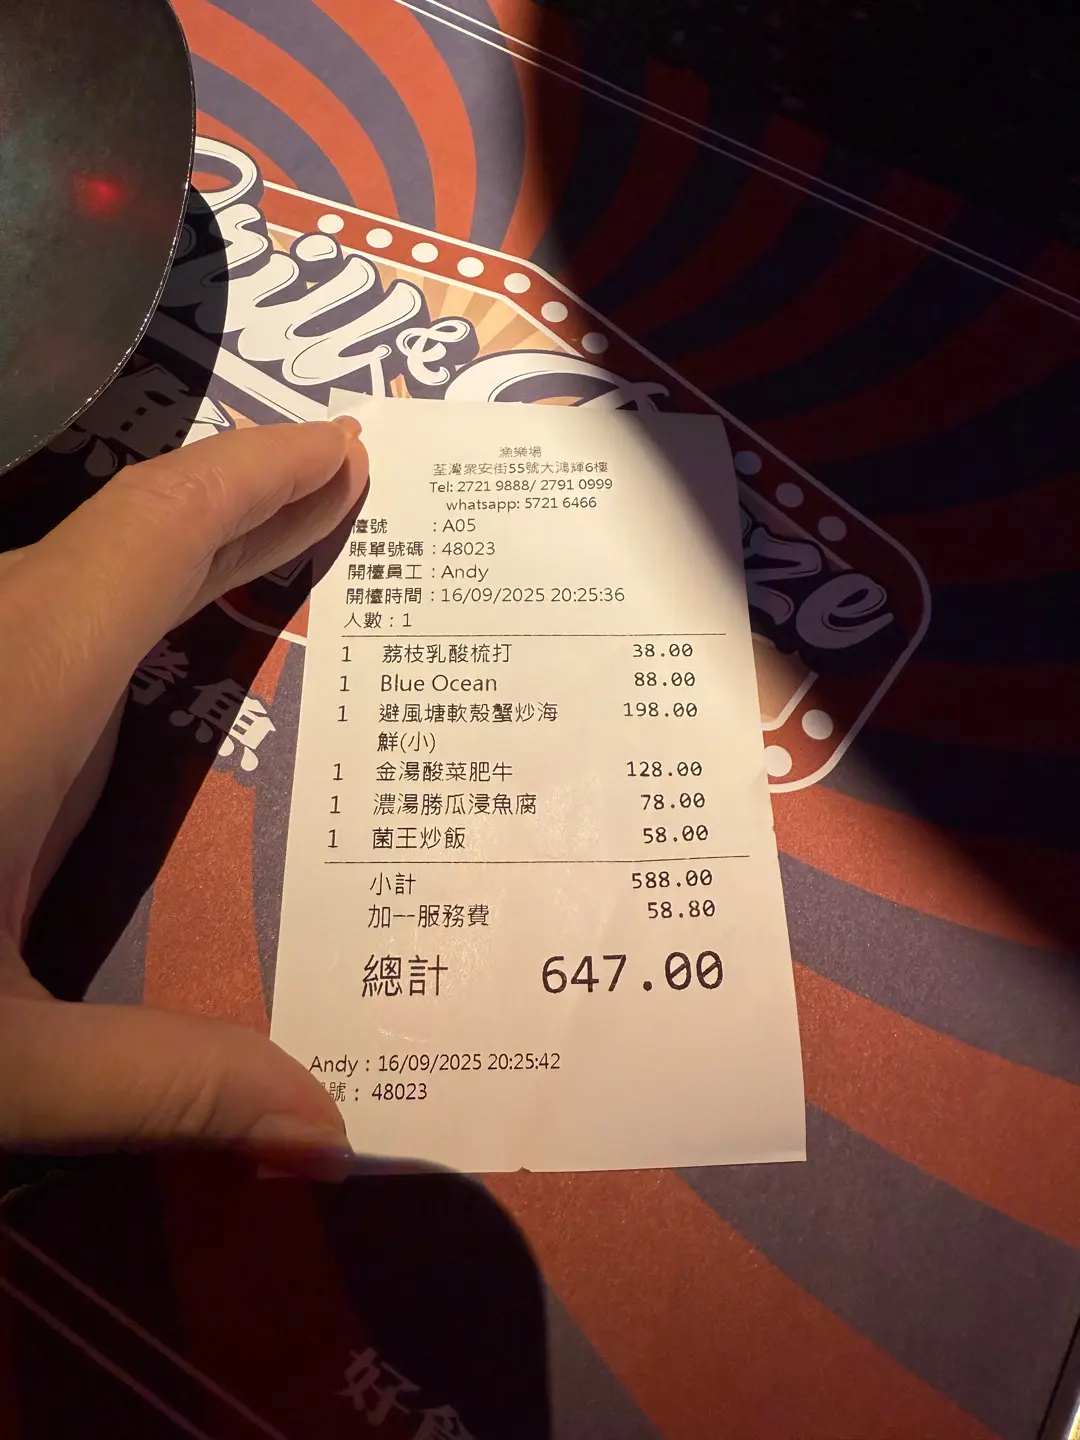 Grill &
漁樂場
荃灣眾安街55號大鴻輝6樓
Tel: 2721 9888/ 2791 0999
whatsapp: 5721 6466
檯號 : A05
賬單號碼 : 48023
開檯員工 : Andy
開檯時間 : 16/09/2025 20:25:36
人數 : 1
1 荔枝乳酸梳打 38.00
1 Blue Ocean 88.00
1 避風塘軟殼蟹炒海 198.00
鮮(小)
1 金湯酸菜肥牛 128.00
1 濃湯勝瓜浸魚腐 78.00
1 菌王炒飯 58.00
小計 588.00
加一服務費 58.80
總計 647.00
Andy : 16/09/2025 20:25:42
號 : 48023
烤魚
好食